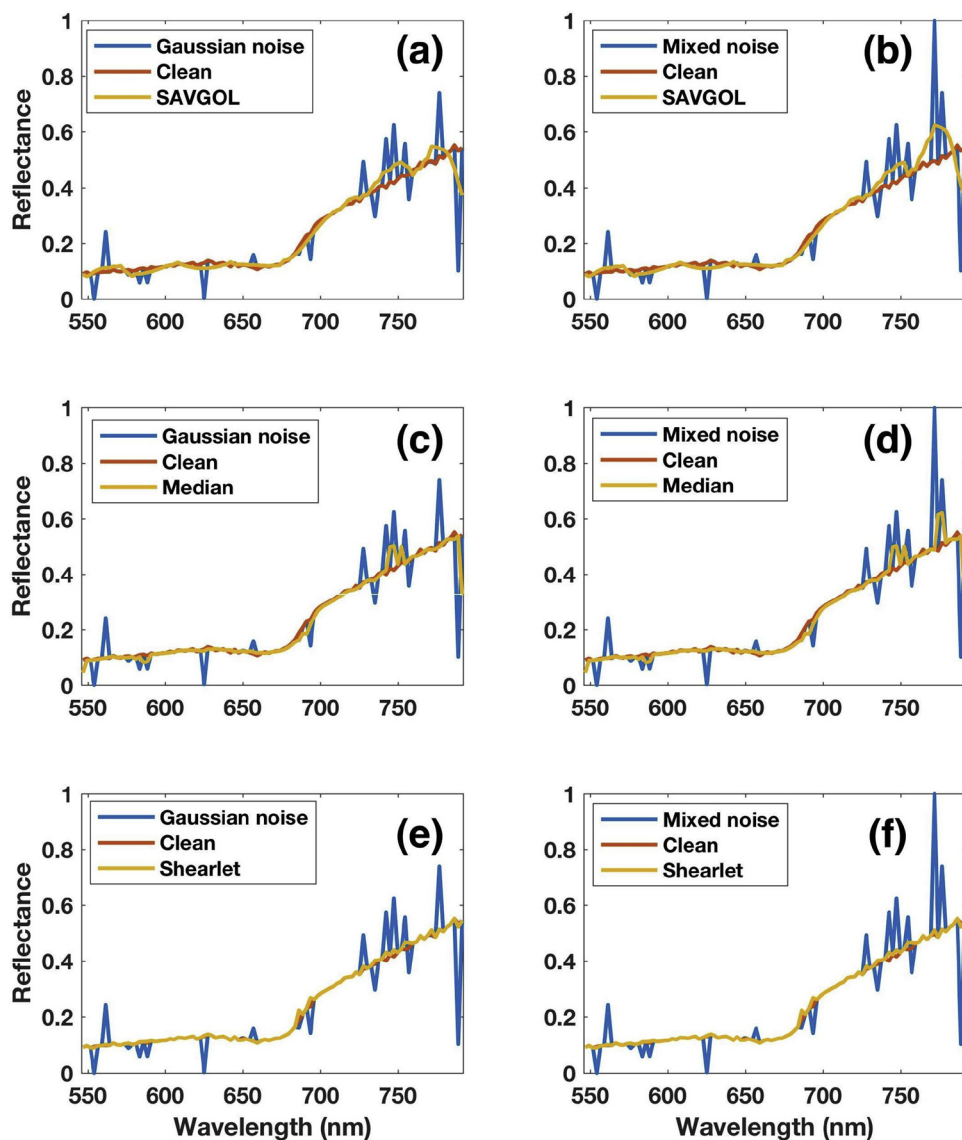 1
Gaussian noise
Clean
SAVGOL
(a)
0.8
0.6
0.4
0.2
0
Reflectance
550 600 650 700 750
1
Mixed noise
Clean
SAVGOL
(b)
0.8
0.6
0.4
0.2
0
550 600 650 700 750
1
Gaussian noise
Clean
Median
(c)
0.8
0.6
0.4
0.2
0
Reflectance
550 600 650 700 750
1
Mixed noise
Clean
Median
(d)
0.8
0.6
0.4
0.2
0
550 600 650 700 750
1
Gaussian noise
Clean
Shearlet
(e)
0.8
0.6
0.4
0.2
0
Reflectance
550 600 650 700 750
Wavelength (nm)
1
Mixed noise
Clean
Shearlet
(f)
0.8
0.6
0.4
0.2
0
550 600 650 700 750
Wavelength (nm)